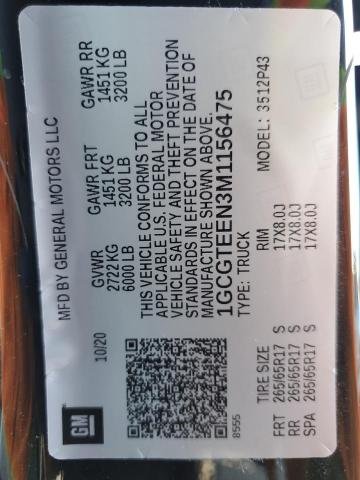 MFD BY GENERAL MOTORS LLC
10/20
GVWR GAWR FRT GAWR RR
2722 KG 1451 KG 1451 KG
6000 LB 3200 LB 3200 LB
THIS VEHICLE CONFORMS TO ALL
APPLICABLE U.S. FEDERAL MOTOR
VEHICLE SAFETY AND THEFT PREVENTION
STANDARDS IN EFFECT ON THE DATE OF
MANUFACTURE SHOWN ABOVE.
1GCGTEEN3M1156475
TYPE: TRUCK MODEL: 3512P43
8555
TIRE SIZE RIM
FRT 265/65R17 S 17X8.0J
RR 265/65R17 S 17X8.0J
SPA 265/65R17 S 17X8.0J
GM